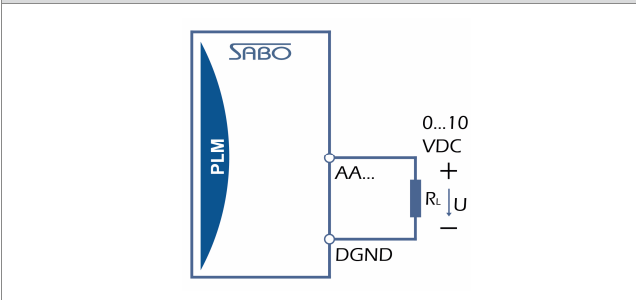 SABO
PLM
0...10
VDC
+
AA...
RL
U
−
DGND